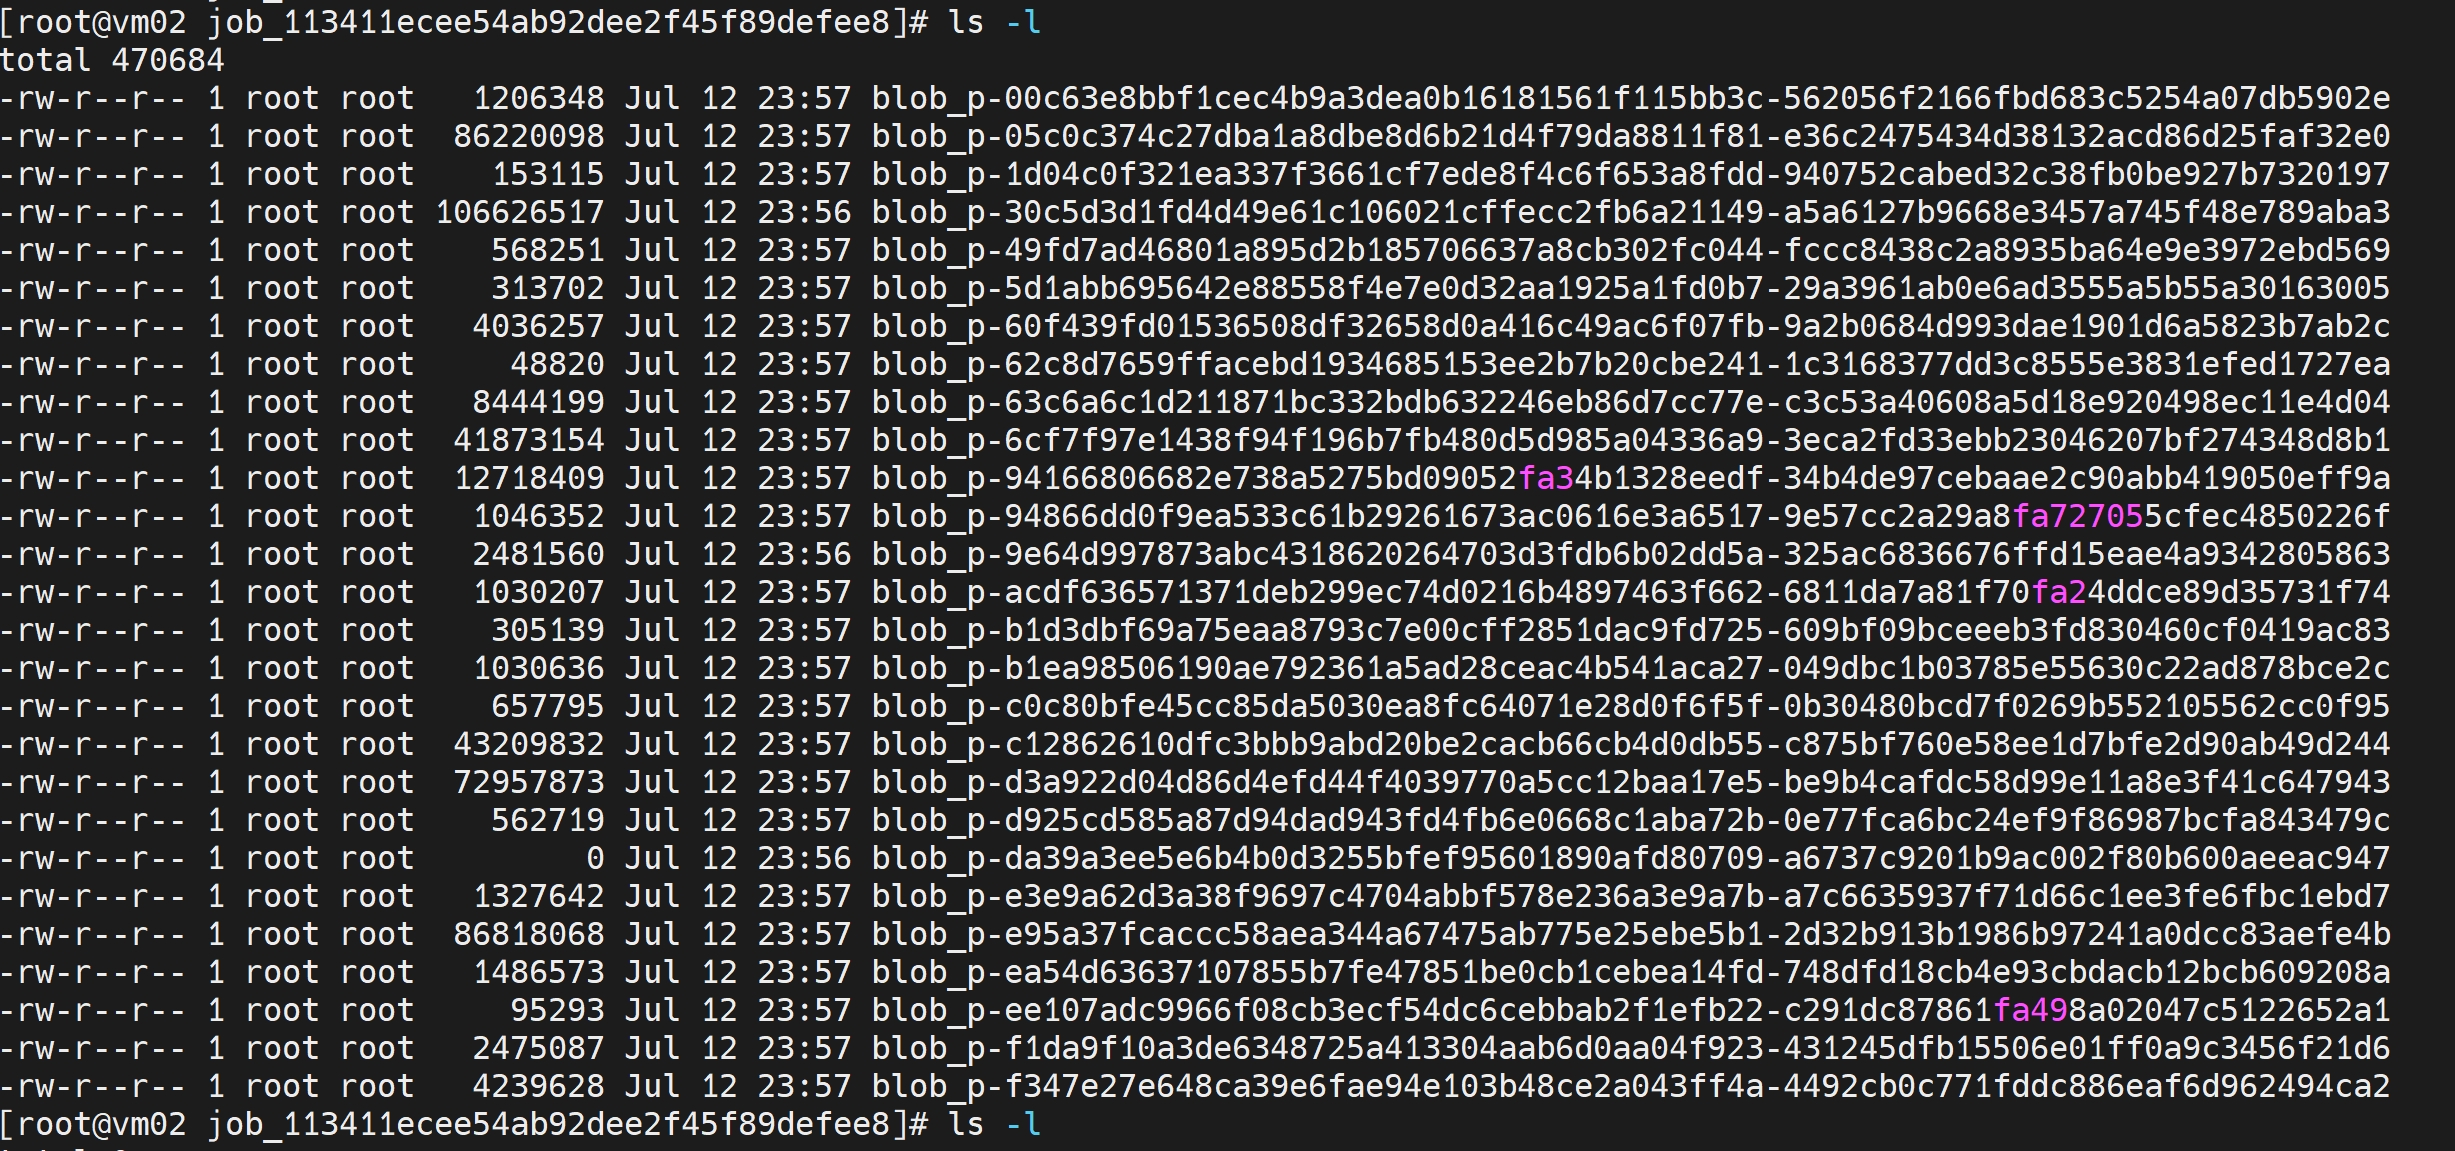 [root@vm02 job_113411ecee54ab92dee2f45f89defee8]# ls -l
total 470684
-rw-r--r-- 1 root root   1206348 Jul 12 23:57 blob_p-00c63e8bbf1cec4b9a3dea0b16181561f115bb3c-562056f2166fbd683c5254a07db5902e
-rw-r--r-- 1 root root  86220098 Jul 12 23:57 blob_p-05c0c374c27dba1a8dbe8d6b21d4f79da8811f81-e36c2475434d38132acd86d25faf32e0
-rw-r--r-- 1 root root    153115 Jul 12 23:57 blob_p-1d04c0f321ea337f3661cf7ede8f4c6f653a8fdd-940752cabed32c38fb0be927b7320197
-rw-r--r-- 1 root root 106626517 Jul 12 23:56 blob_p-30c5d3d1fd4d49e61c106021cffecc2fb6a21149-a5a6127b9668e3457a745f48e789aba3
-rw-r--r-- 1 root root    568251 Jul 12 23:57 blob_p-49fd7ad46801a895d2b185706637a8cb302fc044-fccc8438c2a8935ba64e9e3972ebd569
-rw-r--r-- 1 root root    313702 Jul 12 23:57 blob_p-5d1abb695642e88558f4e7e0d32aa1925a1fd0b7-29a3961ab0e6ad3555a5b55a30163005
-rw-r--r-- 1 root root   4036257 Jul 12 23:57 blob_p-60f439fd01536508df32658d0a416c49ac6f07fb-9a2b0684d993dae1901d6a5823b7ab2c
-rw-r--r-- 1 root root     48820 Jul 12 23:57 blob_p-62c8d7659ffacebd1934685153ee2b7b20cbe241-1c3168377dd3c8555e3831efed1727ea
-rw-r--r-- 1 root root   8444199 Jul 12 23:57 blob_p-63c6a6c1d211871bc332bdb632246eb86d7cc77e-c3c53a40608a5d18e920498ec11e4d04
-rw-r--r-- 1 root root  41873154 Jul 12 23:57 blob_p-6cf7f97e1438f94f196b7fb480d5d985a04336a9-3eca2fd33ebb23046207bf274348d8b1
-rw-r--r-- 1 root root  12718409 Jul 12 23:57 blob_p-94166806682e738a5275bd09052fa34b1328eedf-34b4de97cebaae2c90abb419050eff9a
-rw-r--r-- 1 root root   1046352 Jul 12 23:57 blob_p-94866dd0f9ea533c61b29261673ac0616e3a6517-9e57cc2a29a8fa727055cfec4850226f
-rw-r--r-- 1 root root   2481560 Jul 12 23:56 blob_p-9e64d997873abc4318620264703d3fdb6b02dd5a-325ac6836676ffd15eae4a9342805863
-rw-r--r-- 1 root root   1030207 Jul 12 23:57 blob_p-acdf636571371deb299ec74d0216b4897463f662-6811da7a81f70fa24ddce89d35731f74
-rw-r--r-- 1 root root    305139 Jul 12 23:57 blob_p-b1d3dbf69a75eaa8793c7e00cff2851dac9fd725-609bf09bceeeb3fd830460cf0419ac83
-rw-r--r-- 1 root root   1030636 Jul 12 23:57 blob_p-b1ea98506190ae792361a5ad28ceac4b541aca27-049dbc1b03785e55630c22ad878bce2c
-rw-r--r-- 1 root root    657795 Jul 12 23:57 blob_p-c0c80bfe45cc85da5030ea8fc64071e28d0f6f5f-0b30480bcd7f0269b552105562cc0f95
-rw-r--r-- 1 root root  43209832 Jul 12 23:57 blob_p-c12862610dfc3bbb9abd20be2cacb66cb4d0db55-c875bf760e58ee1d7bfe2d90ab49d244
-rw-r--r-- 1 root root  72957873 Jul 12 23:57 blob_p-d3a922d04d86d4efd44f4039770a5cc12baa17e5-be9b4cafdc58d99e11a8e3f41c647943
-rw-r--r-- 1 root root    562719 Jul 12 23:57 blob_p-d925cd585a87d94dad943fd4fb6e0668c1aba72b-0e77fca6bc24ef9f86987bcfa843479c
-rw-r--r-- 1 root root         0 Jul 12 23:56 blob_p-da39a3ee5e6b4b0d3255bfef95601890afd80709-a6737c9201b9ac002f80b600aeeac947
-rw-r--r-- 1 root root   1327642 Jul 12 23:57 blob_p-e3e9a62d3a38f9697c4704abbf578e236a3e9a7b-a7c6635937f71d66c1ee3fe6fbc1ebd7
-rw-r--r-- 1 root root  86818068 Jul 12 23:57 blob_p-e95a37fcaccc58aea344a67475ab775e25ebe5b1-2d32b913b1986b97241a0dcc83aefe4b
-rw-r--r-- 1 root root   1486573 Jul 12 23:57 blob_p-ea54d63637107855b7fe47851be0cb1cebea14fd-748dfd18cb4e93cbdacb12bcb609208a
-rw-r--r-- 1 root root     95293 Jul 12 23:57 blob_p-ee107adc9966f08cb3ecf54dc6cebbab2f1efb22-c291dc87861fa498a02047c5122652a1
-rw-r--r-- 1 root root   2475087 Jul 12 23:57 blob_p-f1da9f10a3de6348725a413304aab6d0aa04f923-431245dfb15506e01ff0a9c3456f21d6
-rw-r--r-- 1 root root   4239628 Jul 12 23:57 blob_p-f347e27e648ca39e6fae94e103b48ce2a043ff4a-4492cb0c771fddc886eaf6d962494ca2
[root@vm02 job_113411ecee54ab92dee2f45f89defee8]# ls -l